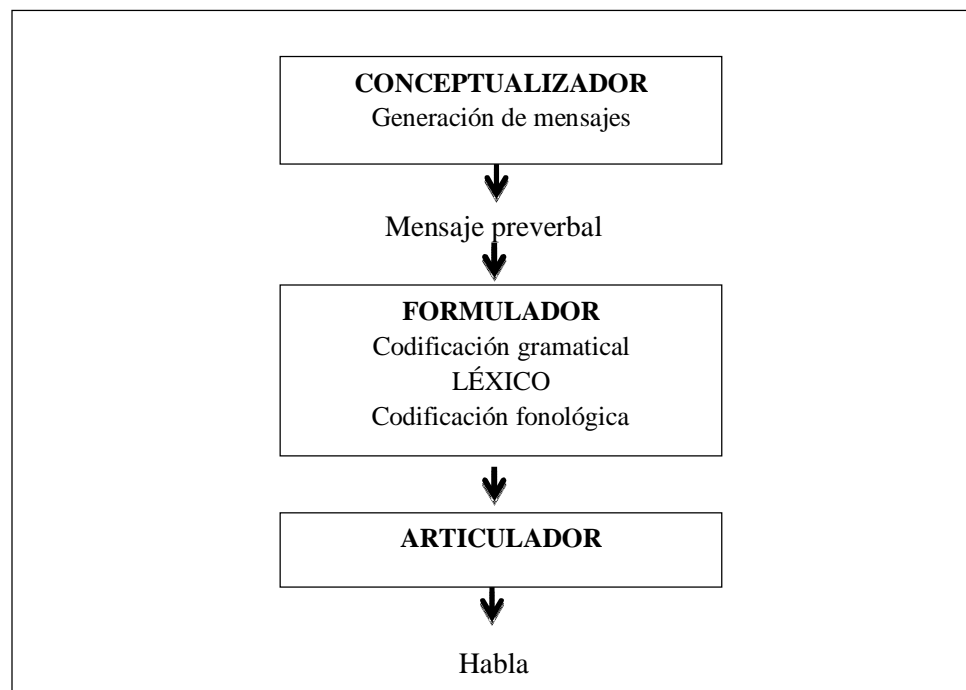 CONCEPTUALIZADOR
Generación de mensajes
Mensaje preverbal
FORMULADOR
Codificación gramatical
LÉXICO
Codificación fonológica
ARTICULADOR
Habla